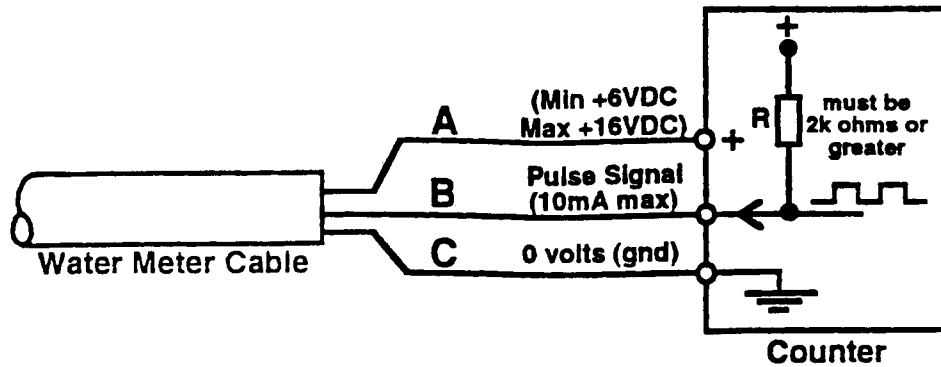 A
(Min +6VDC
Max +16VDC)
+
+
R
must be
2k ohms or
greater
B
Pulse Signal
(10mA max)
C
0 volts (gnd)
Water Meter Cable
Counter